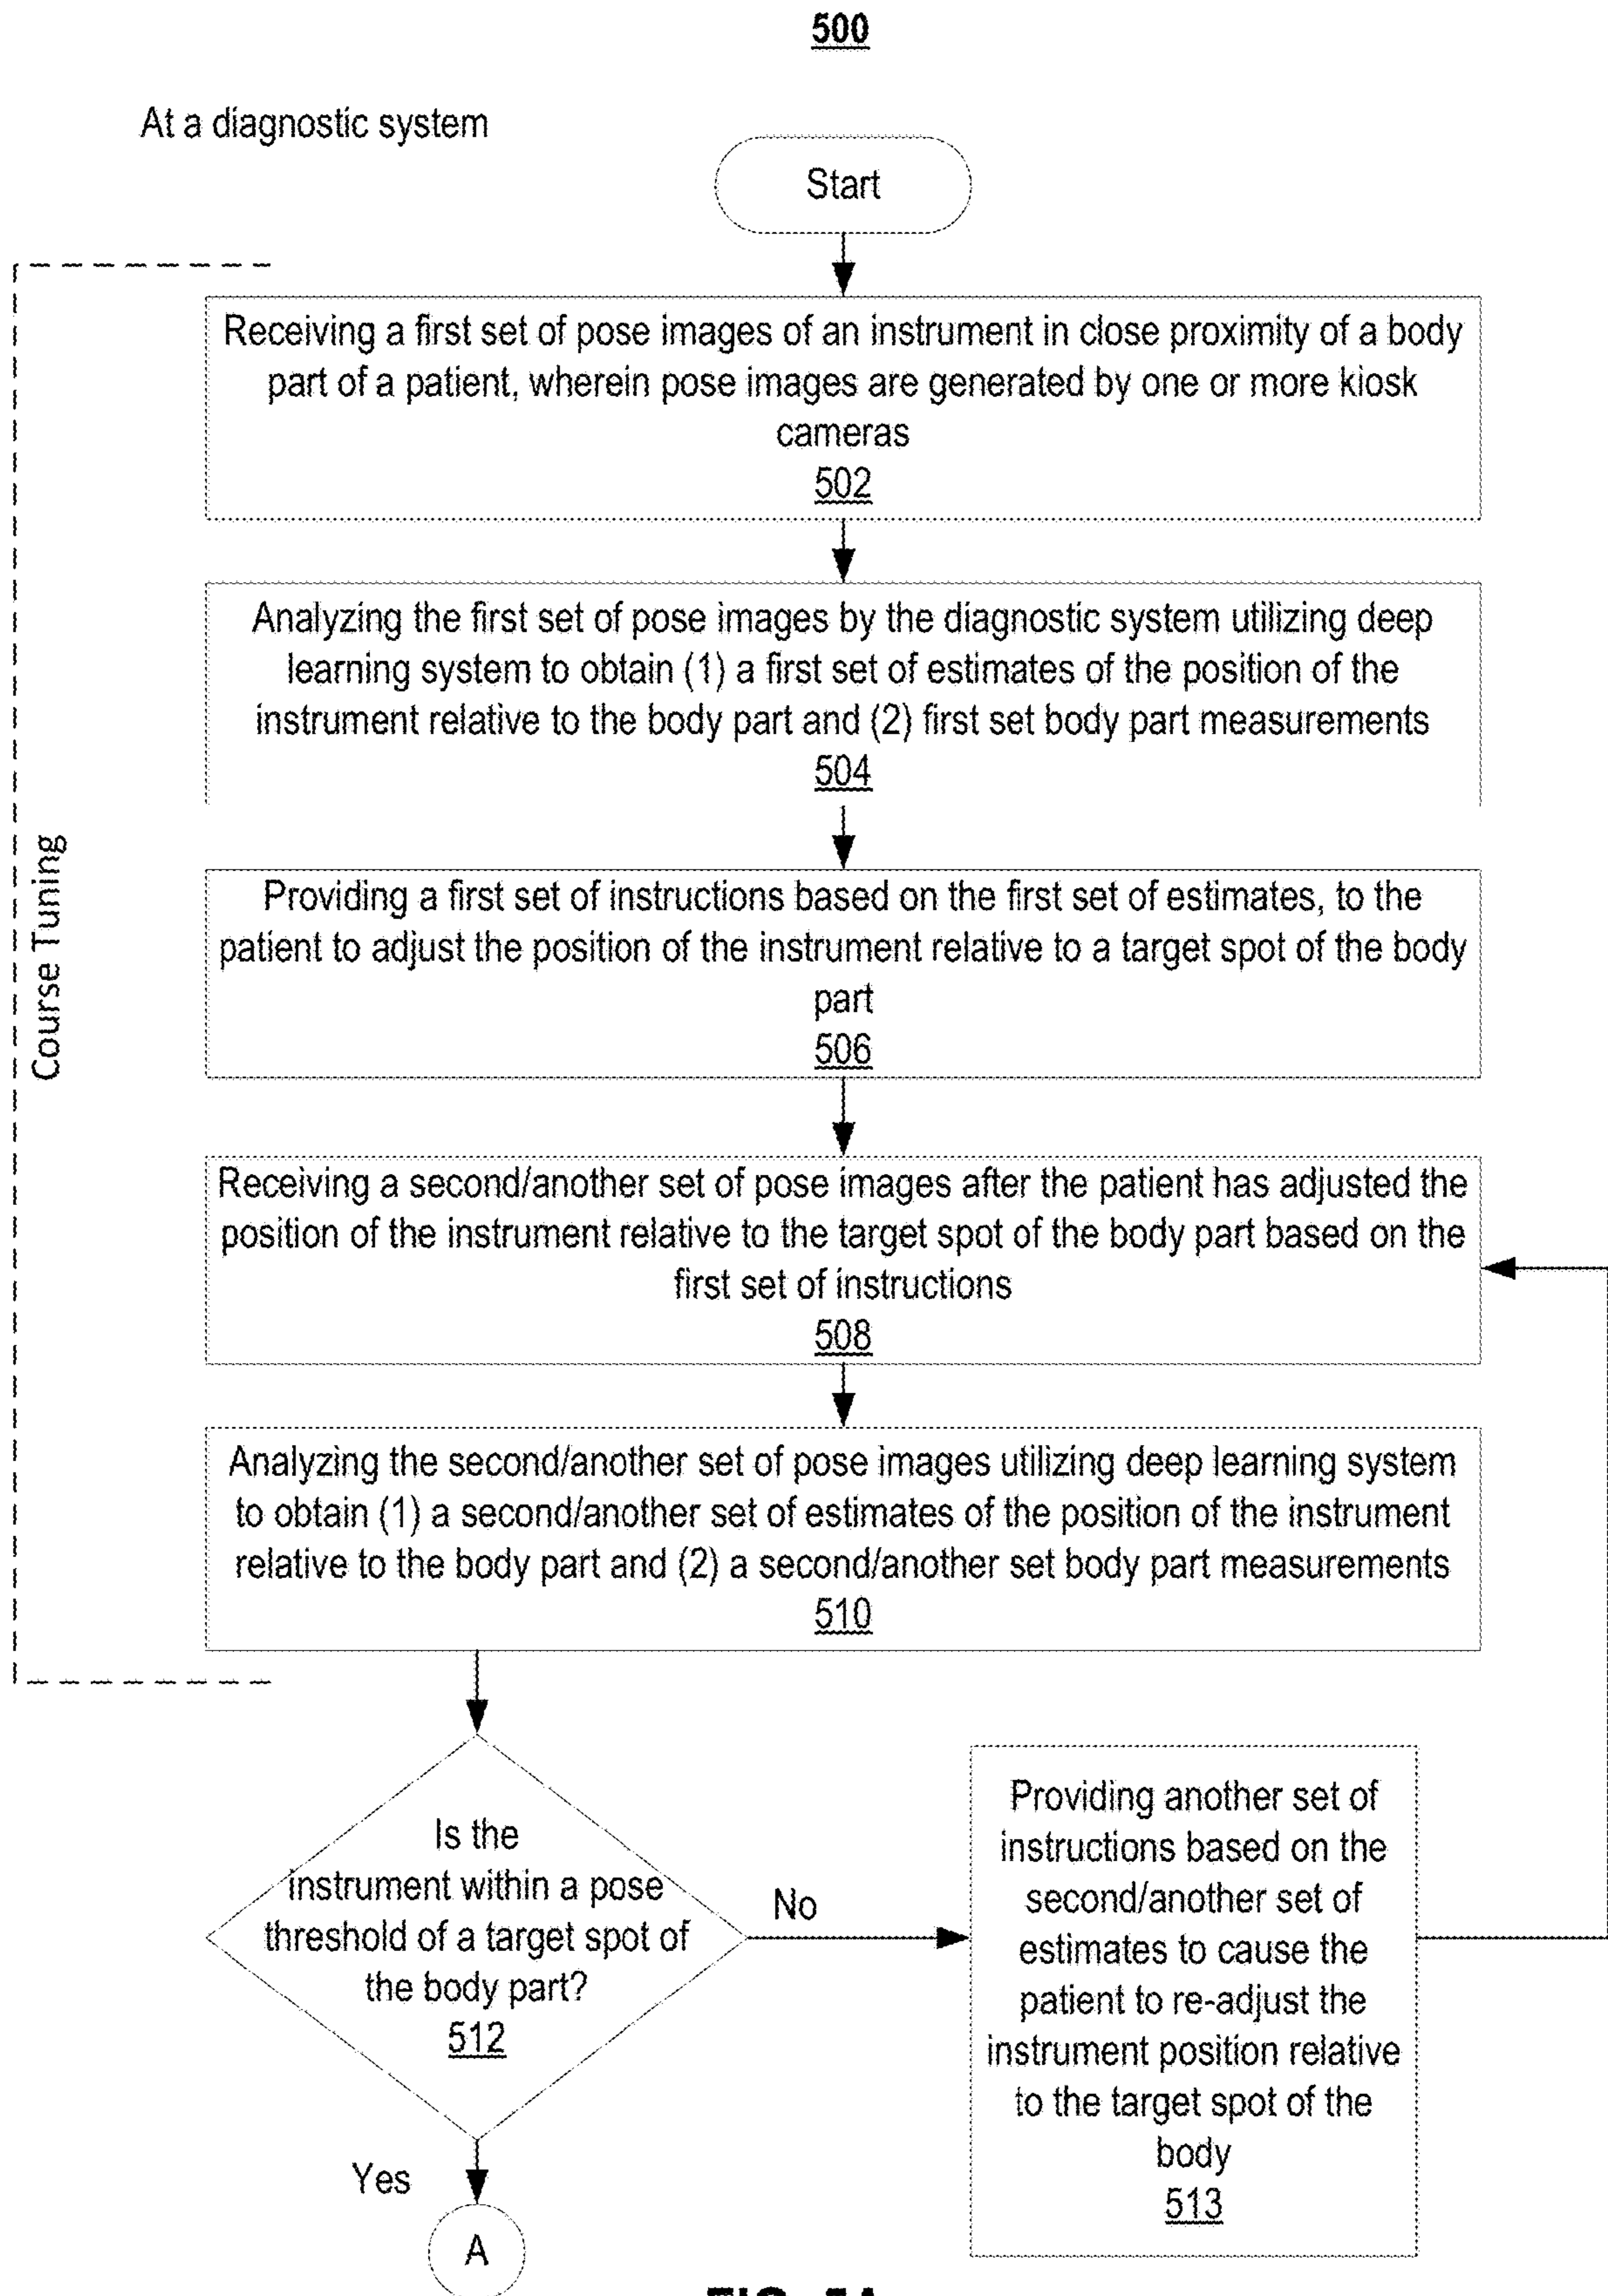 500
At a diagnostic system
Start
Receiving a first set of pose images of an instrument in close proximity of a body
part of a patient, wherein pose images are generated by one or more kiosk
cameras
502
Analyzing the first set of pose images by the diagnostic system utilizing deep
learning system to obtain (1) a first set of estimates of the position of the
instrument relative to the body part and (2) first set body part measurements
504
Course Tuning
Providing a first set of instructions based on the first set of estimates, to the
patient to adjust the position of the instrument relative to a target spot of the body
part
506
Receiving a second/another set of pose images after the patient has adjusted the
position of the instrument relative to the target spot of the body part based on the
first set of instructions
508
Analyzing the second/another set of pose images utilizing deep learning system
to obtain (1) a second/another set of estimates of the position of the instrument
relative to the body part and (2) a second/another set body part measurements
510
Is the
instrument within a pose
threshold of a target spot of
the body part?
512
No
Providing another set of
instructions based on the
second/another set of
estimates to cause the
patient to re-adjust the
instrument position relative
to the target spot of the
body
513
Yes
A